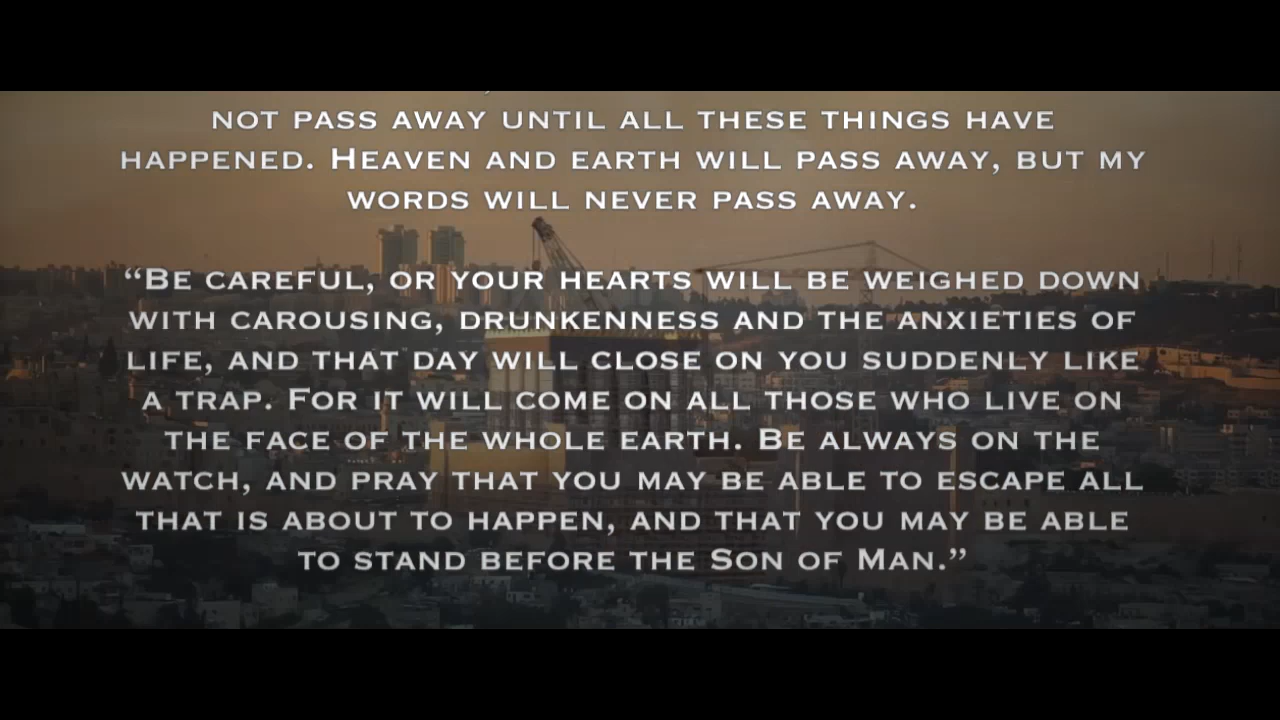 NOT PASS AWAY UNTIL ALL THESE THINGS HAVE
HAPPENED. HEAVEN AND EARTH WILL PASS AWAY, BUT MY
WORDS WILL NEVER PASS AWAY.
“BE CAREFUL, OR YOUR HEARTS WILL BE WEIGHED DOWN
WITH CAROUSING, DRUNKENNESS AND THE ANXIETIES OF
LIFE, AND THAT DAY WILL CLOSE ON YOU SUDDENLY LIKE
A TRAP. FOR IT WILL COME ON ALL THOSE WHO LIVE ON
THE FACE OF THE WHOLE EARTH. BE ALWAYS ON THE
WATCH, AND PRAY THAT YOU MAY BE ABLE TO ESCAPE ALL
THAT IS ABOUT TO HAPPEN, AND THAT YOU MAY BE ABLE
TO STAND BEFORE THE SON OF MAN.”